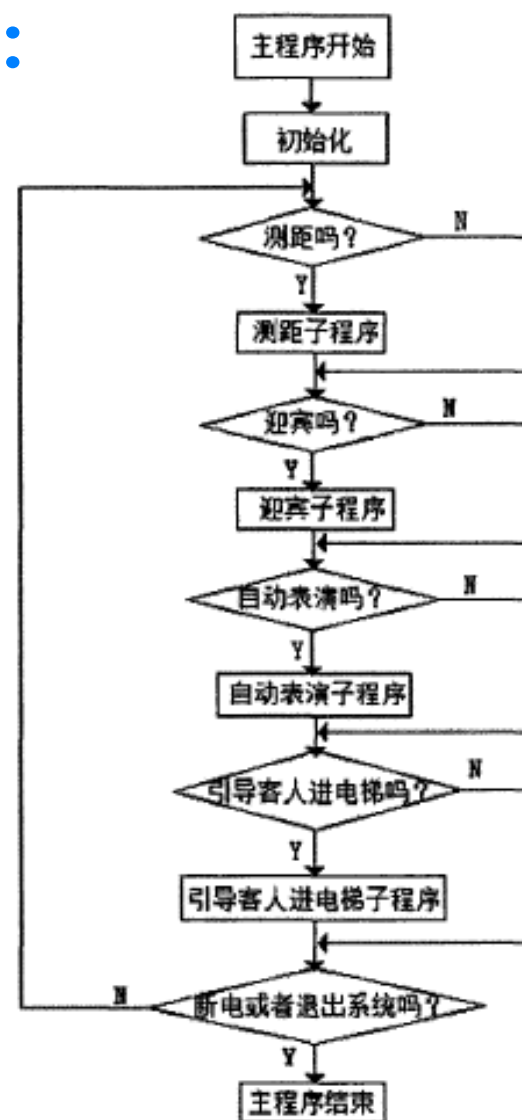 主程序开始
初始化
测距吗？
N
Y
测距子程序
迎宾吗？
N
Y
迎宾子程序
自动表演吗？
N
Y
自动表演子程序
引导客人进电梯吗？
N
Y
引导客人进电梯子程序
N
断电或者退出系统吗？
Y
主程序结束